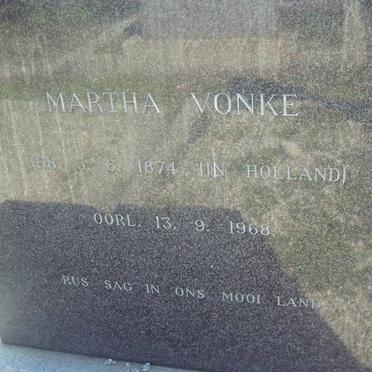 MARTHA VONKE
GEB. 5. 6. 1874 (IN HOLLAND)
OORL. 13. 9. 1968.
RUS SAG IN ONS MOOI LAND